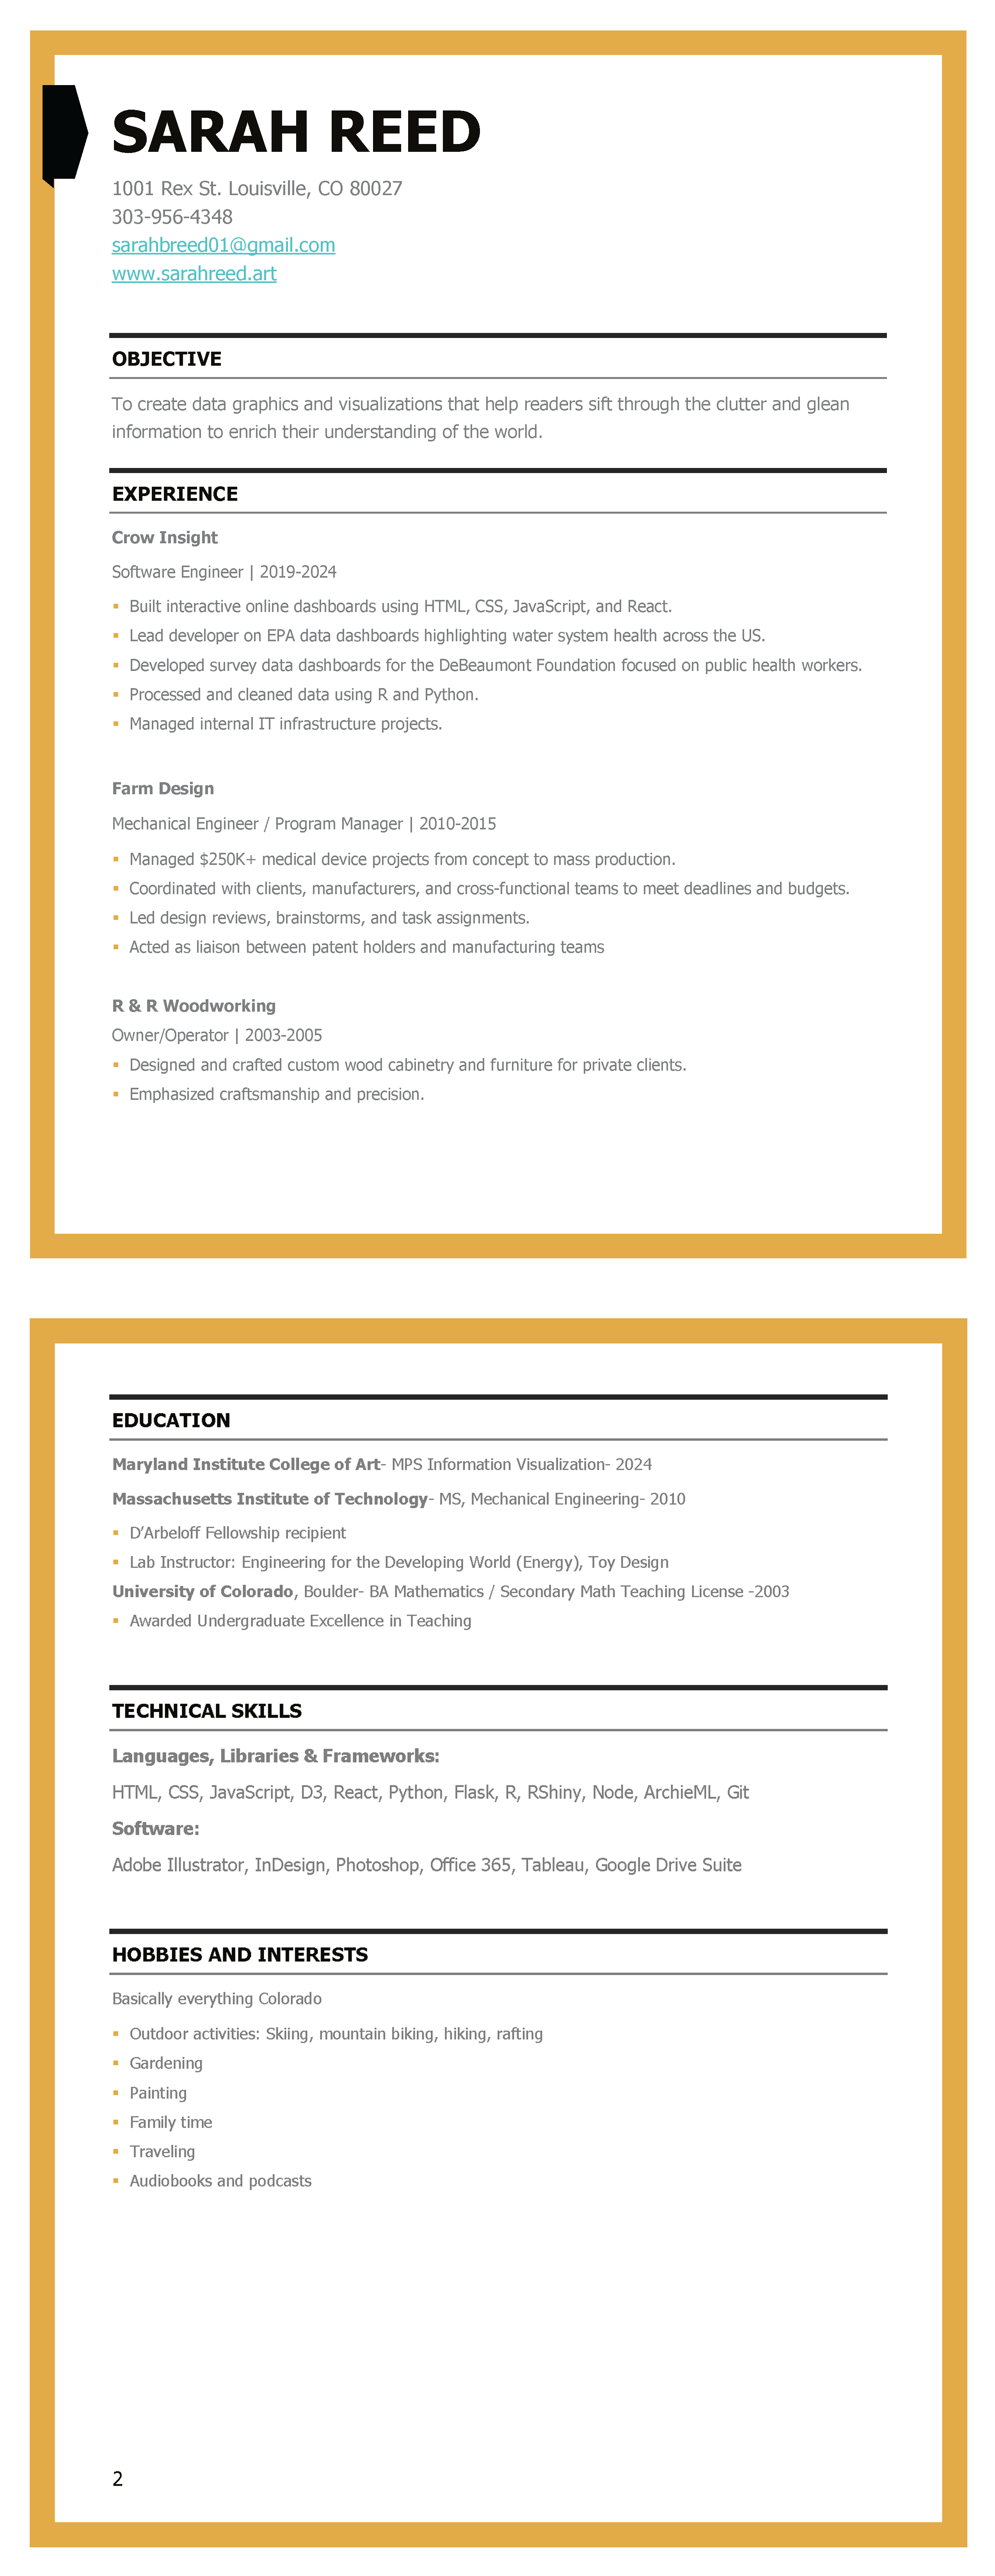 SARAH REED
1001 Rex St. Louisville, CO 80027
303-956-4348
sarahbreed01@gmail.com
www.sarahreed.art
OBJECTIVE
To create data graphics and visualizations that help readers sift through the clutter and glean
information to enrich their understanding of the world.
EXPERIENCE
Crow Insight
Software Engineer | 2019-2024
▪ Built interactive online dashboards using HTML, CSS, JavaScript, and React.
▪ Lead developer on EPA data dashboards highlighting water system health across the US.
▪ Developed survey data dashboards for the DeBeaumont Foundation focused on public health workers.
▪ Processed and cleaned data using R and Python.
▪ Managed internal IT infrastructure projects.
Farm Design
Mechanical Engineer / Program Manager | 2010-2015
▪ Managed $250K+ medical device projects from concept to mass production.
▪ Coordinated with clients, manufacturers, and cross-functional teams to meet deadlines and budgets.
▪ Led design reviews, brainstorms, and task assignments.
▪ Acted as liaison between patent holders and manufacturing teams
R & R Woodworking
Owner/Operator | 2003-2005
▪ Designed and crafted custom wood cabinetry and furniture for private clients.
▪ Emphasized craftsmanship and precision.
EDUCATION
Maryland Institute College of Art- MPS Information Visualization- 2024
Massachusetts Institute of Technology- MS, Mechanical Engineering- 2010
▪ D’Arbeloff Fellowship recipient
▪ Lab Instructor: Engineering for the Developing World (Energy), Toy Design
University of Colorado, Boulder- BA Mathematics / Secondary Math Teaching License -2003
▪ Awarded Undergraduate Excellence in Teaching
TECHNICAL SKILLS
Languages, Libraries & Frameworks:
HTML, CSS, JavaScript, D3, React, Python, Flask, R, RShiny, Node, ArchieML, Git
Software:
Adobe Illustrator, InDesign, Photoshop, Office 365, Tableau, Google Drive Suite
HOBBIES AND INTERESTS
Basically everything Colorado
▪ Outdoor activities: Skiing, mountain biking, hiking, rafting
▪ Gardening
▪ Painting
▪ Family time
▪ Traveling
▪ Audiobooks and podcasts
2